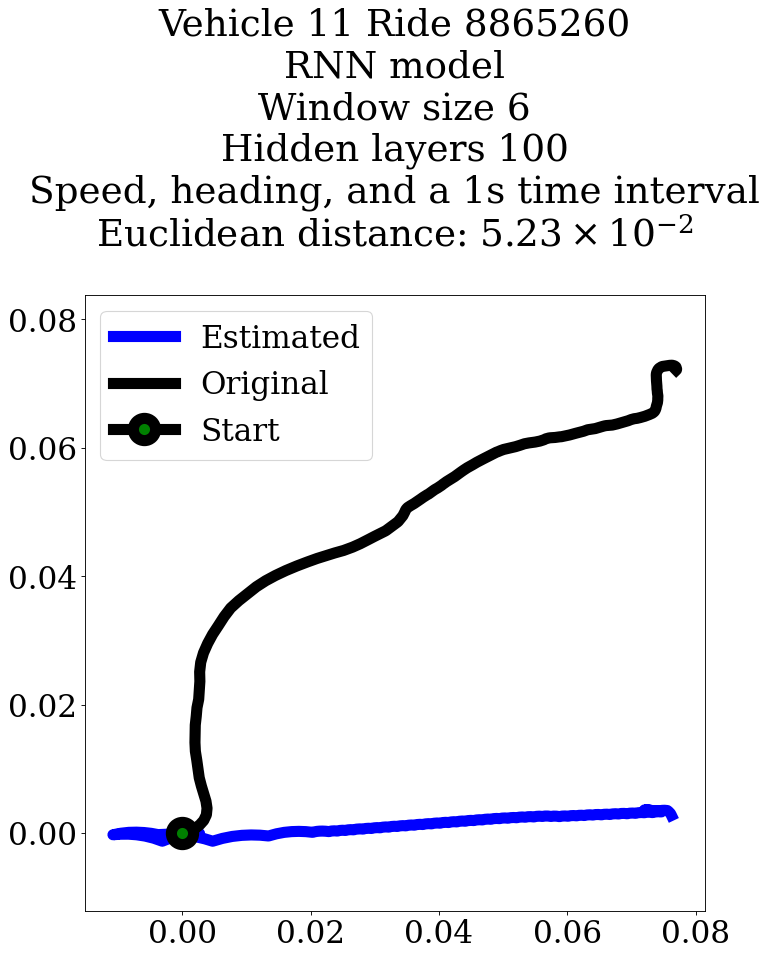 Vehicle 11 Ride 8865260
RNN model
Window size 6
Hidden layers 100
Speed, heading, and a 1s time interval
Euclidean distance: 5.23 × 10⁻²
Estimated
Original
Start
0.08
0.06
0.04
0.02
0.00
0.00 0.02 0.04 0.06 0.08